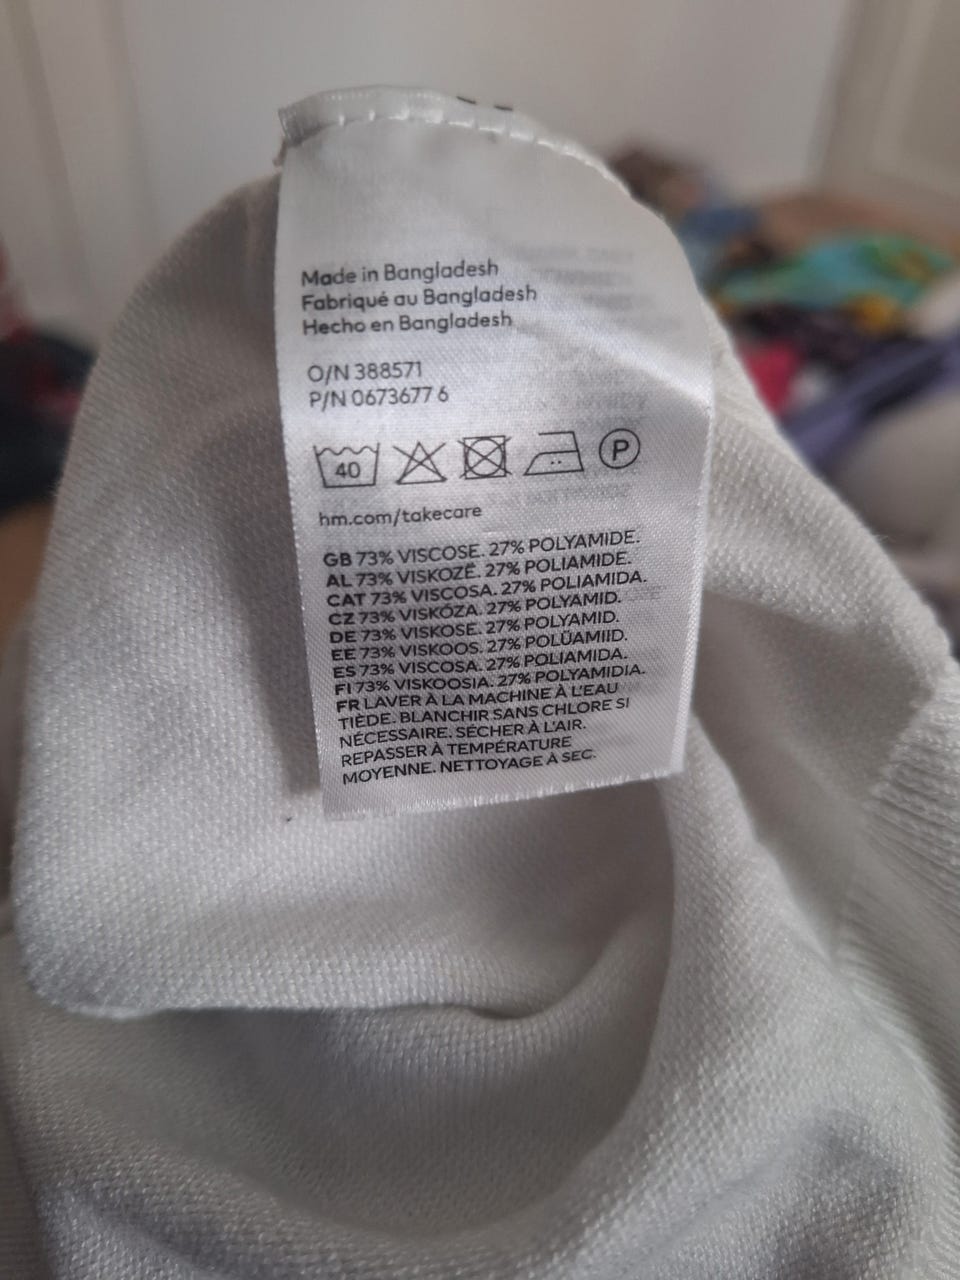 Made in Bangladesh
Fabriqué au Bangladesh
Hecho en Bangladesh
O/N 388571
P/N 0673677 6
40
P
hm.com/takecare
GB 73% VISCOSE. 27% POLYAMIDE.
AL 73% VISKOZË. 27% POLIAMIDE.
CAT 73% VISCOSA. 27% POLIAMIDA.
CZ 73% VISKÓZA. 27% POLYAMID.
DE 73% VISKOSE. 27% POLYAMID.
EE 73% VISKOOS. 27% POLÜAMIID.
ES 73% VISCOSA. 27% POLIAMIDA.
FI 73% VISKOOSIA. 27% POLYAMIDIA.
FR LAVER À LA MACHINE À L'EAU
TIÈDE. BLANCHIR SANS CHLORE SI
NÉCESSAIRE. SÉCHER À L'AIR.
REPASSER À TEMPÉRATURE
MOYENNE. NETTOYAGE À SEC.